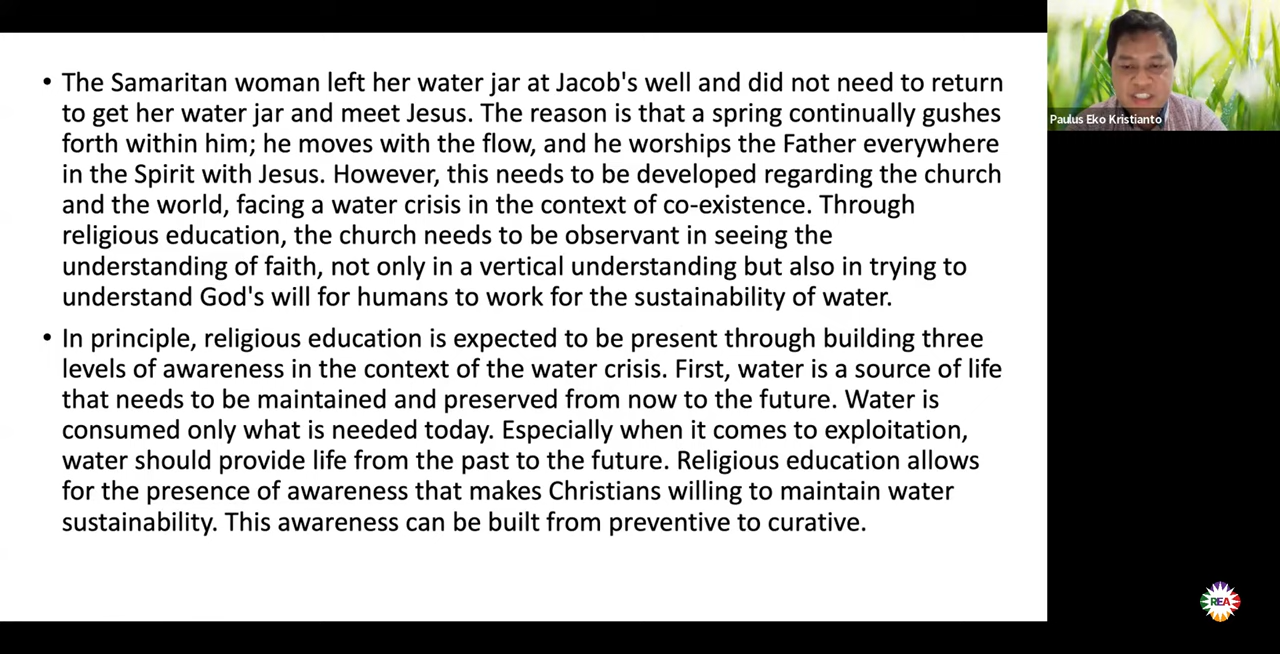 • The Samaritan woman left her water jar at Jacob's well and did not need to return
to get her water jar and meet Jesus. The reason is that a spring continually gushes
forth within him; he moves with the flow, and he worships the Father everywhere
in the Spirit with Jesus. However, this needs to be developed regarding the church
and the world, facing a water crisis in the context of co-existence. Through
religious education, the church needs to be observant in seeing the
understanding of faith, not only in a vertical understanding but also in trying to
understand God's will for humans to work for the sustainability of water.
• In principle, religious education is expected to be present through building three
levels of awareness in the context of the water crisis. First, water is a source of life
that needs to be maintained and preserved from now to the future. Water is
consumed only what is needed today. Especially when it comes to exploitation,
water should provide life from the past to the future. Religious education allows
for the presence of awareness that makes Christians willing to maintain water
sustainability. This awareness can be built from preventive to curative.
Paulus Eko Kristianto
REA